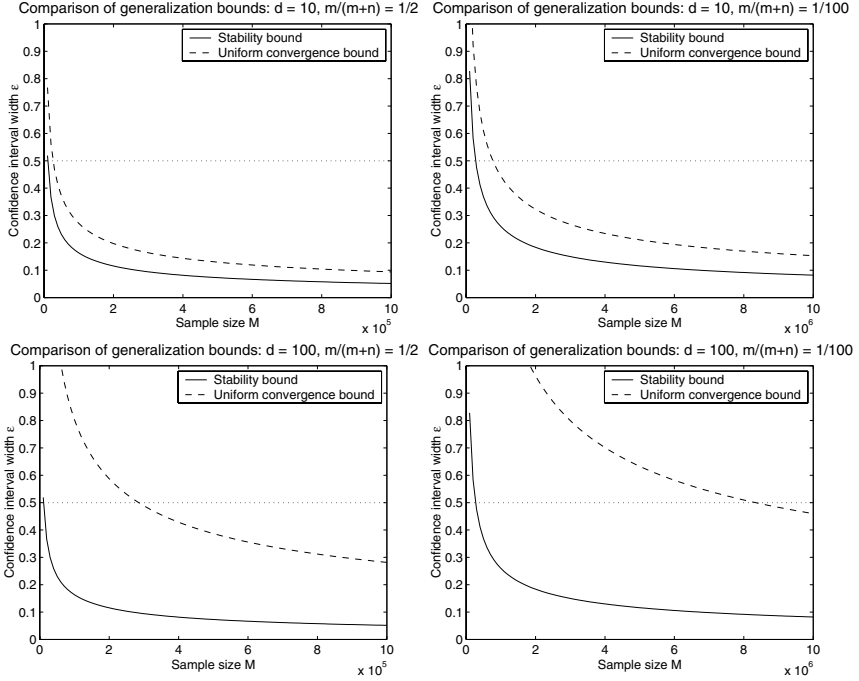 Comparison of generalization bounds: d = 10, m/(m+n) = 1/2
Stability bound
Uniform convergence bound
Confidence interval width ε
1
0.9
0.8
0.7
0.6
0.5
0.4
0.3
0.2
0.1
0
0 2 4 6 8 10
Sample size M
x 10^5
Comparison of generalization bounds: d = 10, m/(m+n) = 1/100
Stability bound
Uniform convergence bound
Confidence interval width ε
1
0.9
0.8
0.7
0.6
0.5
0.4
0.3
0.2
0.1
0
0 2 4 6 8 10
Sample size M
x 10^6
Comparison of generalization bounds: d = 100, m/(m+n) = 1/2
Stability bound
Uniform convergence bound
Confidence interval width ε
1
0.9
0.8
0.7
0.6
0.5
0.4
0.3
0.2
0.1
0
0 2 4 6 8 10
Sample size M
x 10^5
Comparison of generalization bounds: d = 100, m/(m+n) = 1/100
Stability bound
Uniform convergence bound
Confidence interval width ε
1
0.9
0.8
0.7
0.6
0.5
0.4
0.3
0.2
0.1
0
0 2 4 6 8 10
Sample size M
x 10^6